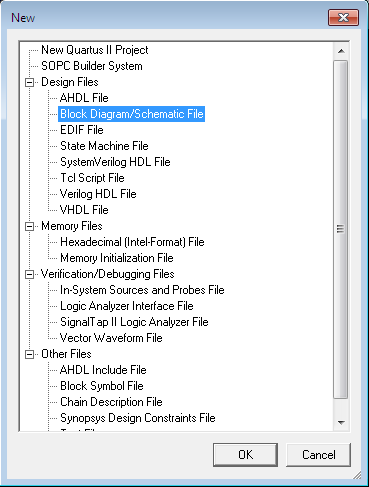 New
New Quartus II Project
SOPC Builder System
Design Files
AHDL File
Block Diagram/Schematic File
EDIF File
State Machine File
SystemVerilog HDL File
Tcl Script File
Verilog HDL File
VHDL File
Memory Files
Hexadecimal (Intel-Format) File
Memory Initialization File
Verification/Debugging Files
In-System Sources and Probes File
Logic Analyzer Interface File
SignalTap II Logic Analyzer File
Vector Waveform File
Other Files
AHDL Include File
Block Symbol File
Chain Description File
Synopsys Design Constraints File
OK Cancel